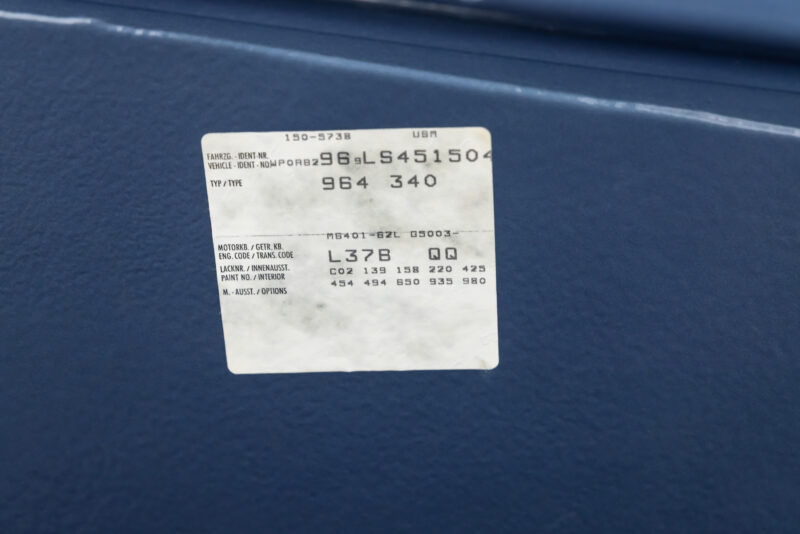 150-5738 USM
FAHRZG.-IDENT-NR.
VEHICLE-IDENT-NO. WP0AB296 9LS451504
TYP / TYPE 964 340
M6401-62L G5003-
MOTORKB. / GETR. KB.
ENG. CODE / TRANS. CODE L37B QQ
LACKNR. / INNENAUSST. C02 139 158 220 425
PAINT NO. / INTERIOR 454 494 650 935 980
M.-AUSST. / OPTIONS